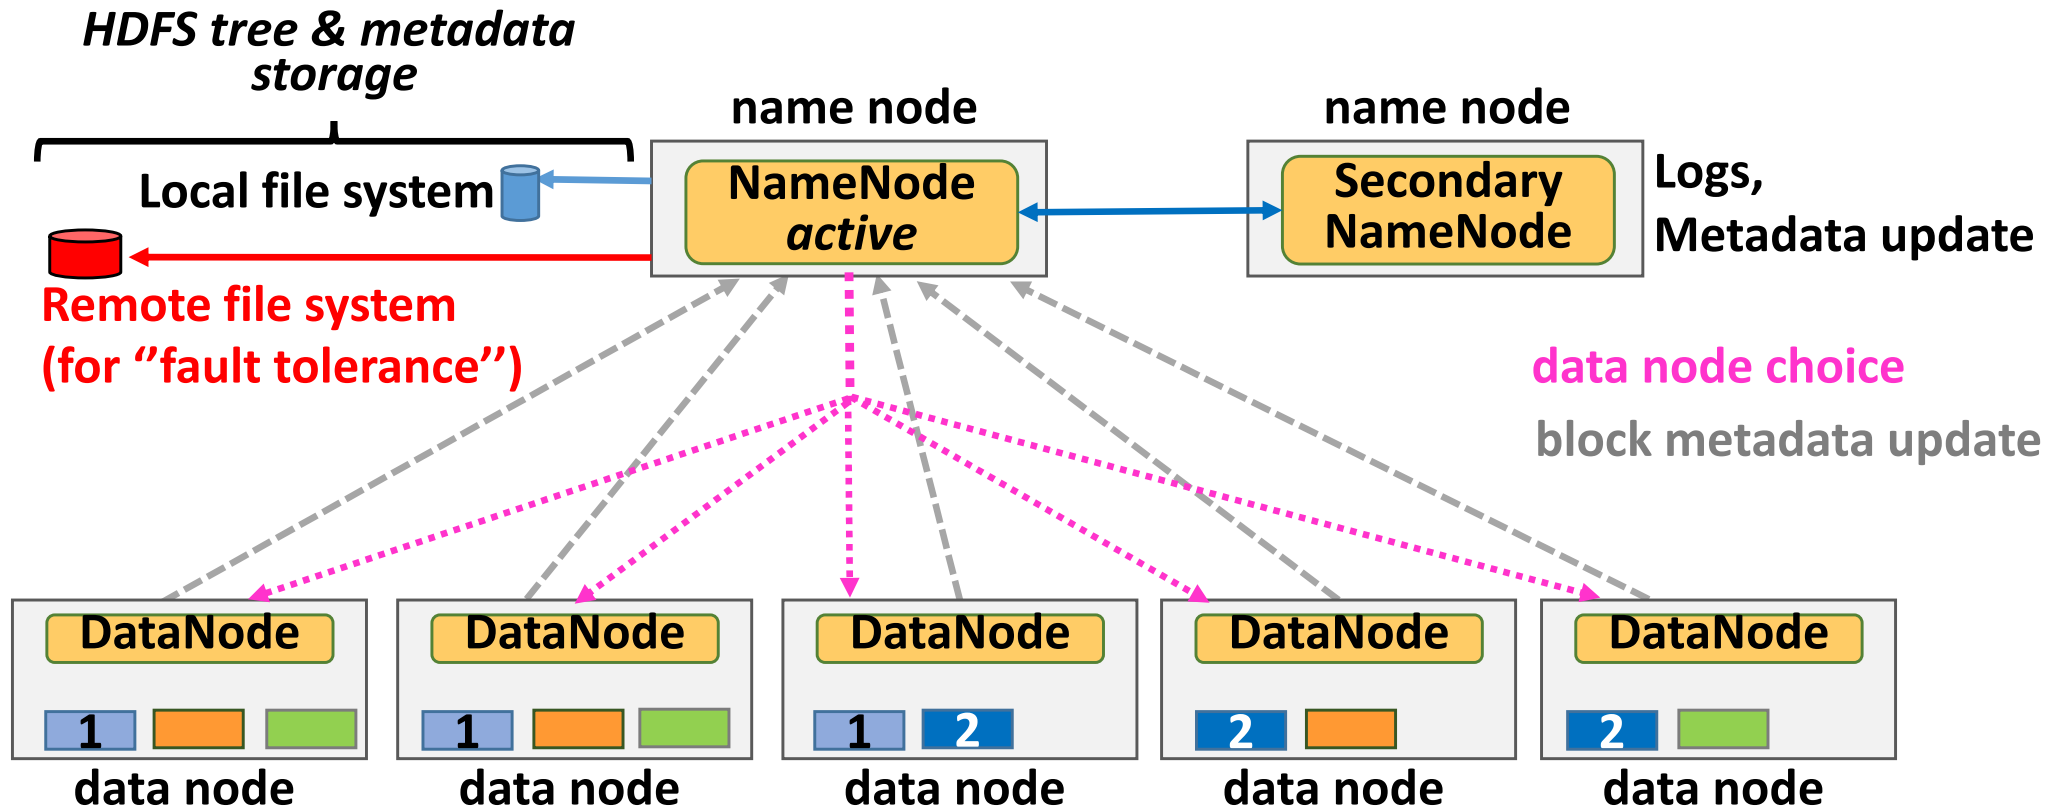 HDFS tree & metadata
storage
name node
name node
Local file system
NameNode
active
Secondary
NameNode
Logs,
Metadata update
Remote file system
(for ‘’fault tolerance’’)
data node choice
block metadata update
DataNode
DataNode
DataNode
DataNode
DataNode
1
1
1 2
2
2
data node
data node
data node
data node
data node